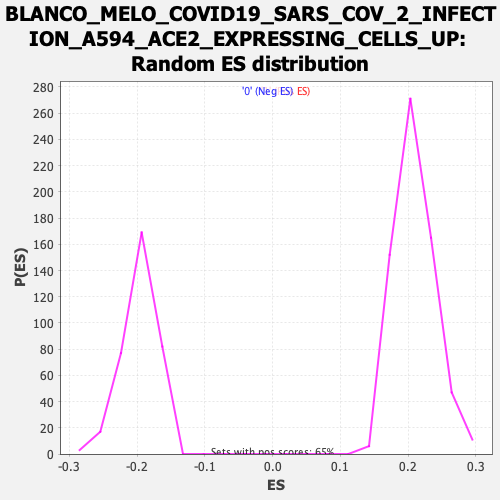 BLANCO_MELO_COVID19_SARS_COV_2_INFECT
ION_A594_ACE2_EXPRESSING_CELLS_UP:
Random ES distribution
'0' (Neg ES) ES)
280
260
240
220
200
180
160
140
120
100
80
60
40
20
0
P(ES)
Sets with pos scores: 65%
-0.3 -0.2 -0.1 0.0 0.1 0.2 0.3
ES